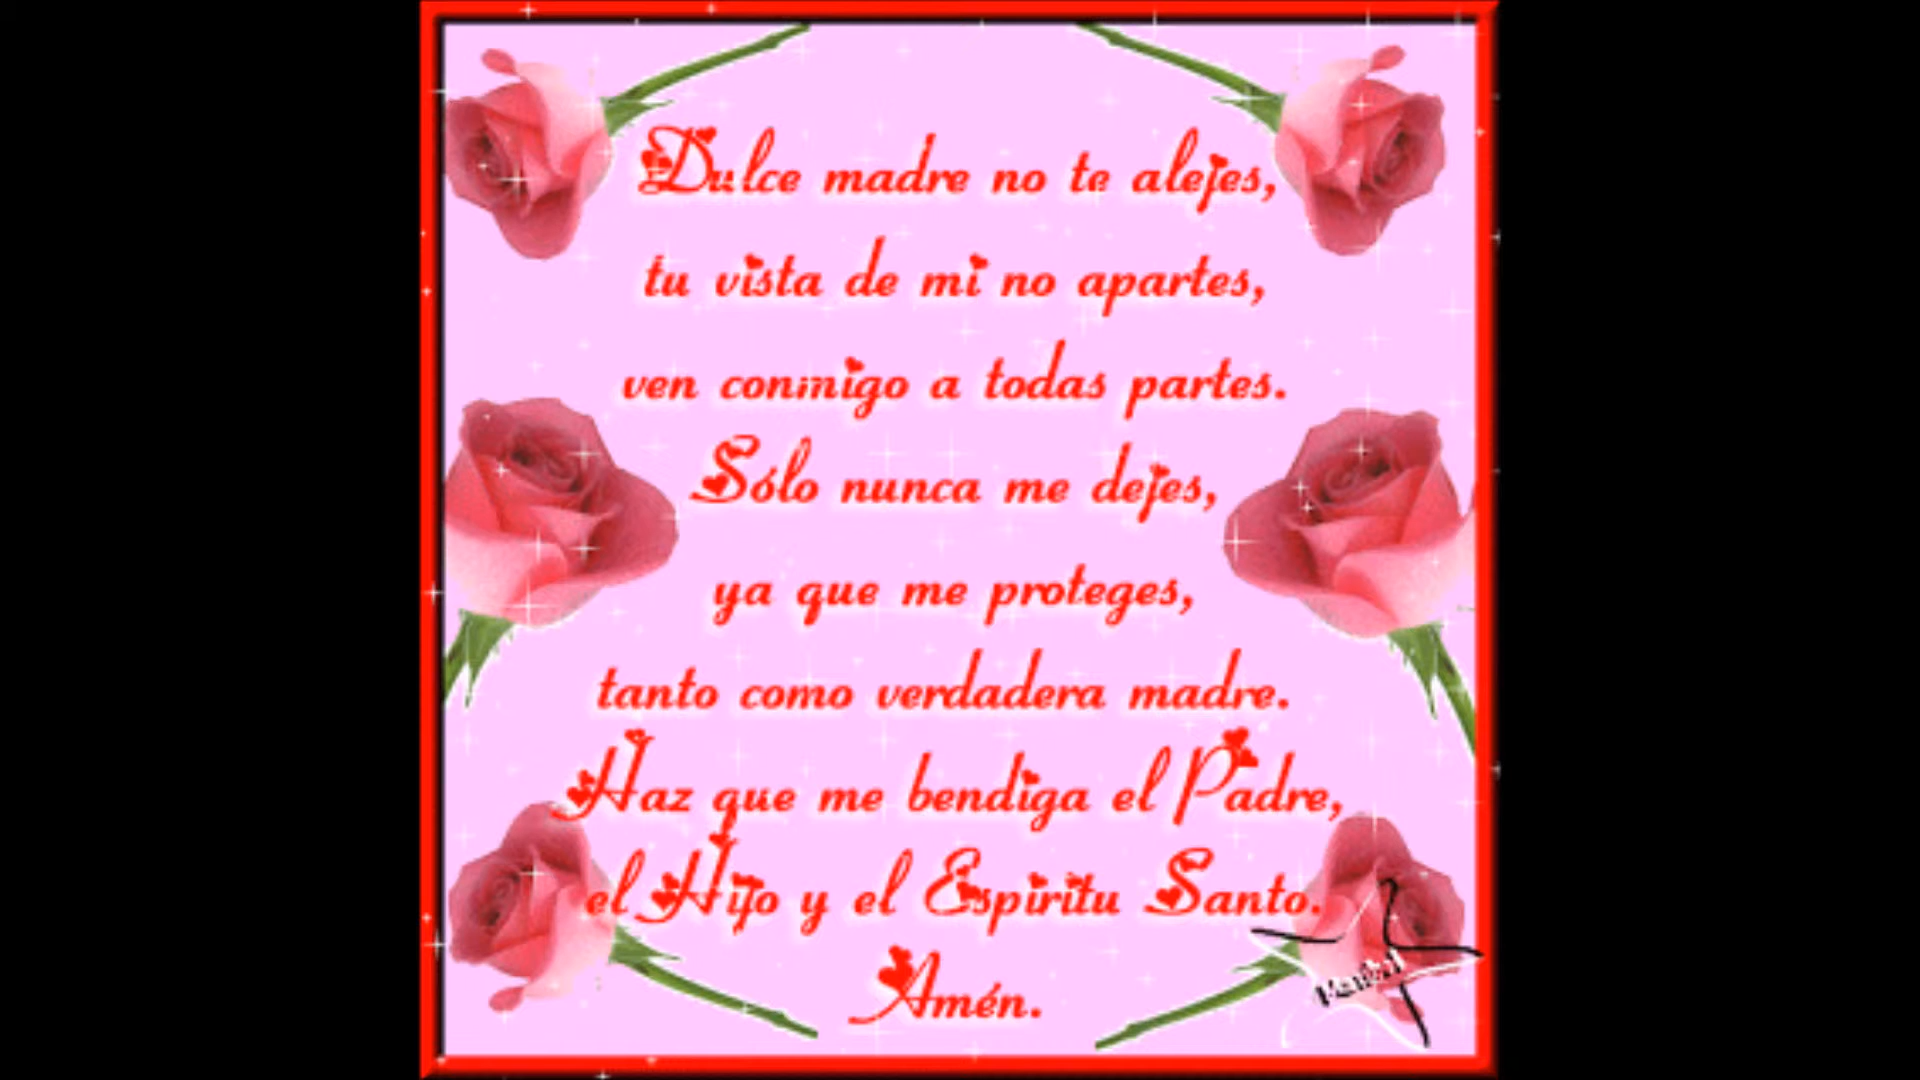 Dulce madre no te alejes,
tu vista de mi no apartes,
ven conmigo a todas partes.
Sólo nunca me dejes,
ya que me proteges,
tanto como verdadera madre.
Haz que me bendiga el Padre,
el Hijo y el Espiritu Santo.
Amén.